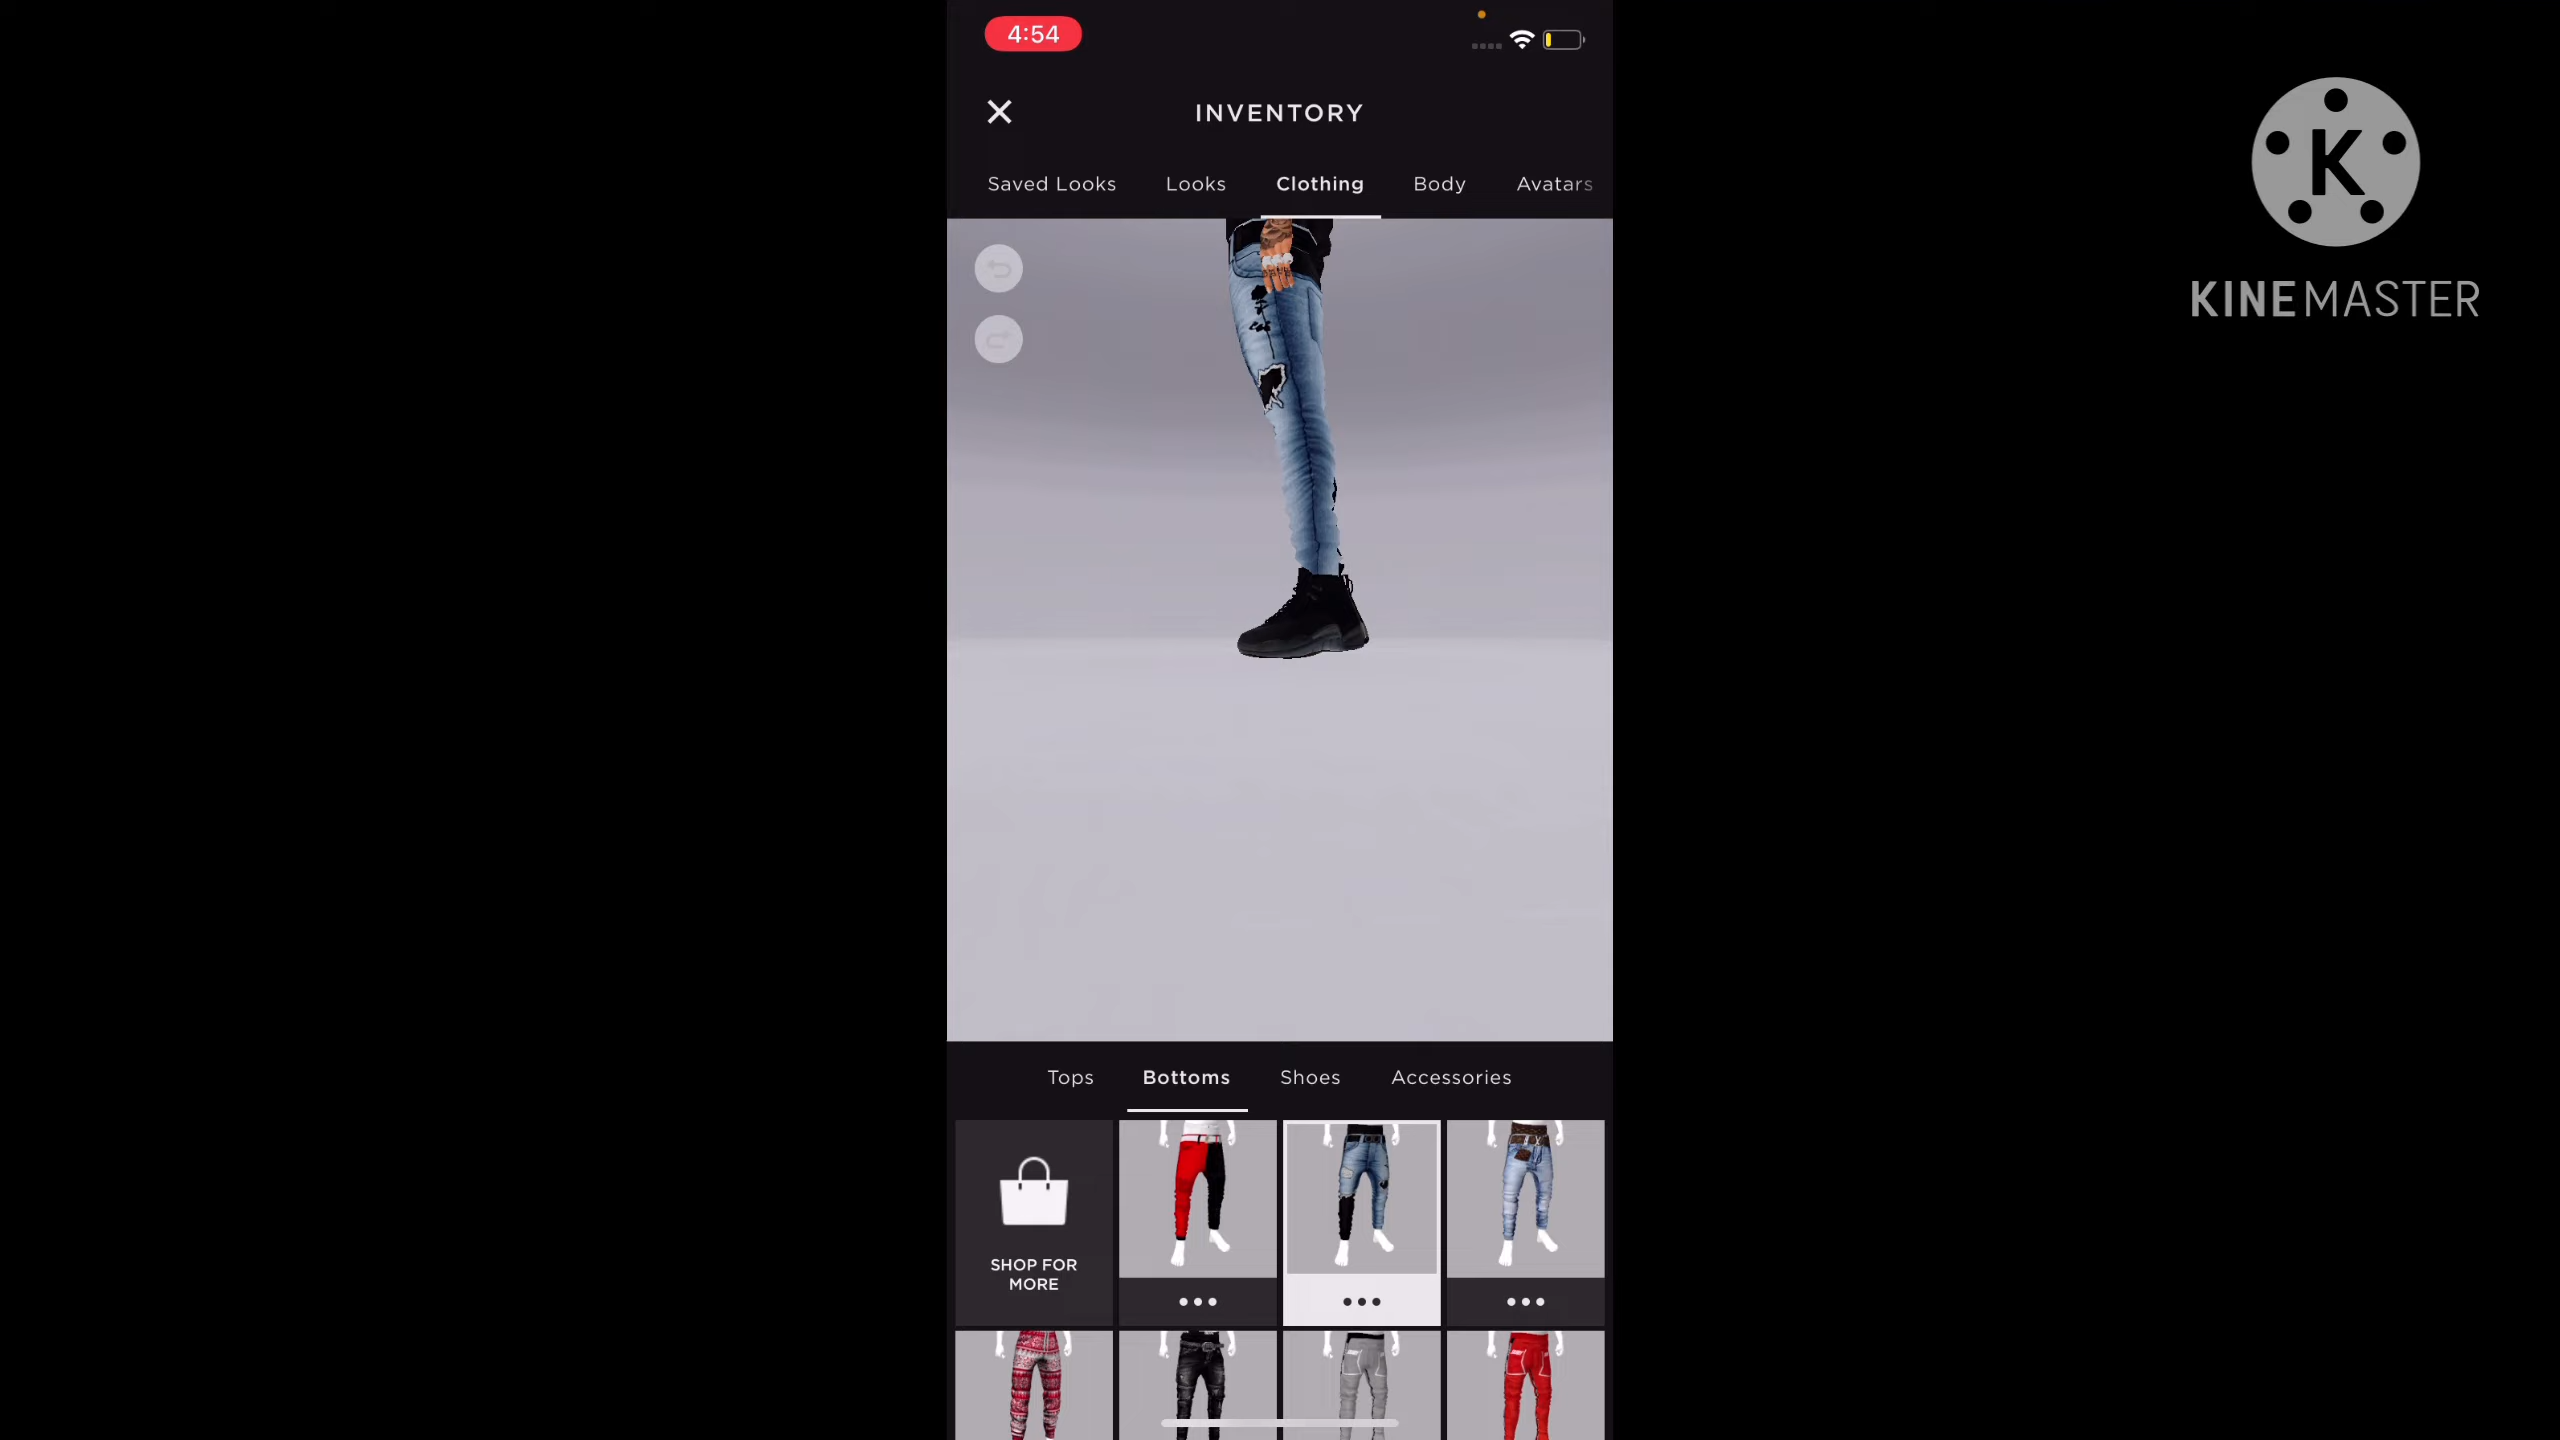 4:54
INVENTORY
Saved Looks Looks Clothing Body Avatars
K
KINEMASTER
Tops Bottoms Shoes Accessories
SHOP FOR
MORE